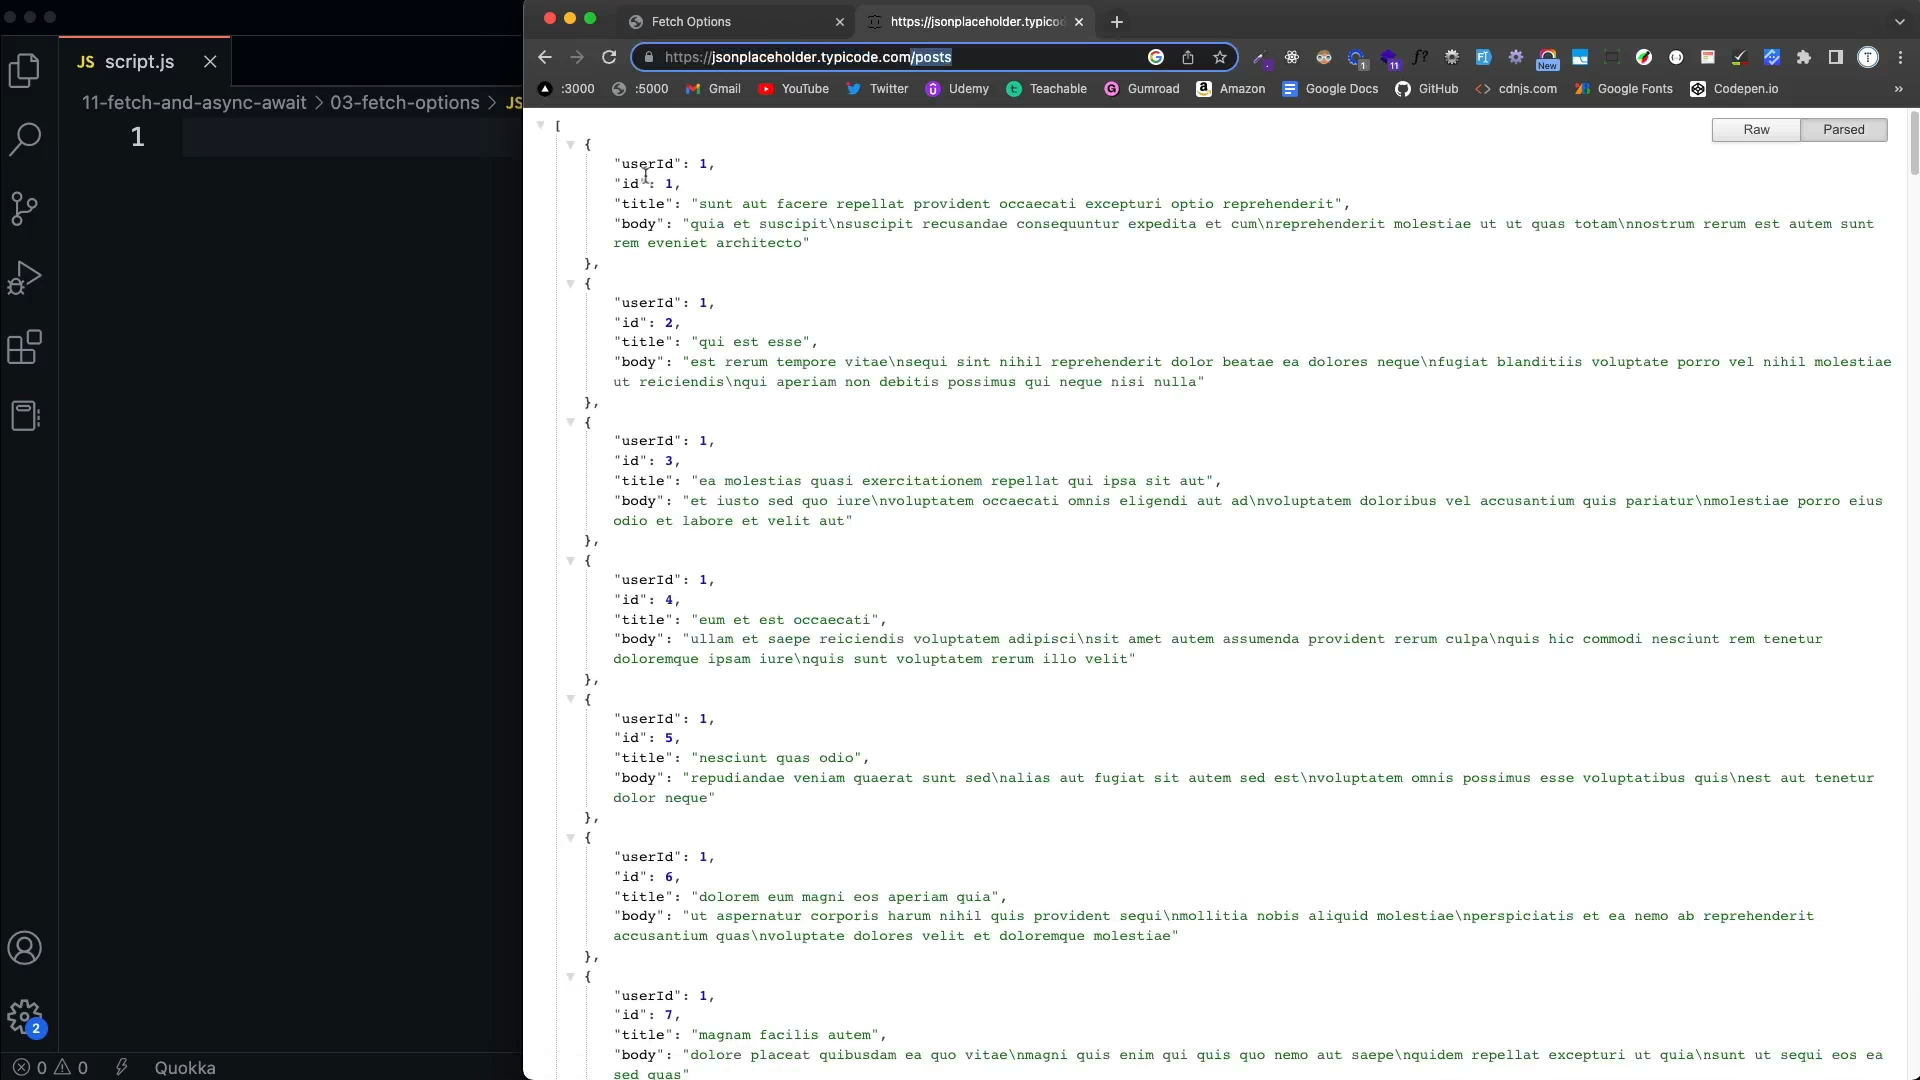 JS script.js
11-fetch-and-async-await > 03-fetch-options > JS
1
2
0 0 Quokka
Fetch Options
https://jsonplaceholder.typico
https://jsonplaceholder.typicode.com/posts
1
11
f?
New
T
:3000
:5000
Gmail
YouTube
Twitter
Udemy
Teachable
Gumroad
Amazon
Google Docs
GitHub
cdnjs.com
Google Fonts
Codepen.io
»
Raw
Parsed
[
{
"userId": 1,
"id": 1,
"title": "sunt aut facere repellat provident occaecati excepturi optio reprehenderit",
"body": "quia et suscipit\nsuscipit recusandae consequuntur expedita et cum\nreprehenderit molestiae ut ut quas totam\nnostrum rerum est autem sunt
rem eveniet architecto"
},
{
"userId": 1,
"id": 2,
"title": "qui est esse",
"body": "est rerum tempore vitae\nsequi sint nihil reprehenderit dolor beatae ea dolores neque\nfugiat blanditiis voluptate porro vel nihil molestiae
ut reiciendis\nqui aperiam non debitis possimus qui neque nisi nulla"
},
{
"userId": 1,
"id": 3,
"title": "ea molestias quasi exercitationem repellat qui ipsa sit aut",
"body": "et iusto sed quo iure\nvoluptatem occaecati omnis eligendi aut ad\nvoluptatem doloribus vel accusantium quis pariatur\nmolestiae porro eius
odio et labore et velit aut"
},
{
"userId": 1,
"id": 4,
"title": "eum et est occaecati",
"body": "ullam et saepe reiciendis voluptatem adipisci\nsit amet autem assumenda provident rerum culpa\nquis hic commodi nesciunt rem tenetur
doloremque ipsam iure\nquis sunt voluptatem rerum illo velit"
},
{
"userId": 1,
"id": 5,
"title": "nesciunt quas odio",
"body": "repudiandae veniam quaerat sunt sed\nalias aut fugiat sit autem sed est\nvoluptatem omnis possimus esse voluptatibus quis\nest aut tenetur
dolor neque"
},
{
"userId": 1,
"id": 6,
"title": "dolorem eum magni eos aperiam quia",
"body": "ut aspernatur corporis harum nihil quis provident sequi\nmollitia nobis aliquid molestiae\nperspiciatis et ea nemo ab reprehenderit
accusantium quas\nvoluptate dolores velit et doloremque molestiae"
},
{
"userId": 1,
"id": 7,
"title": "magnam facilis autem",
"body": "dolore placeat quibusdam ea quo vitae\nmagni quis enim qui quis quo nemo aut saepe\nquidem repellat excepturi ut quia\nsunt ut sequi eos ea
sed quas"